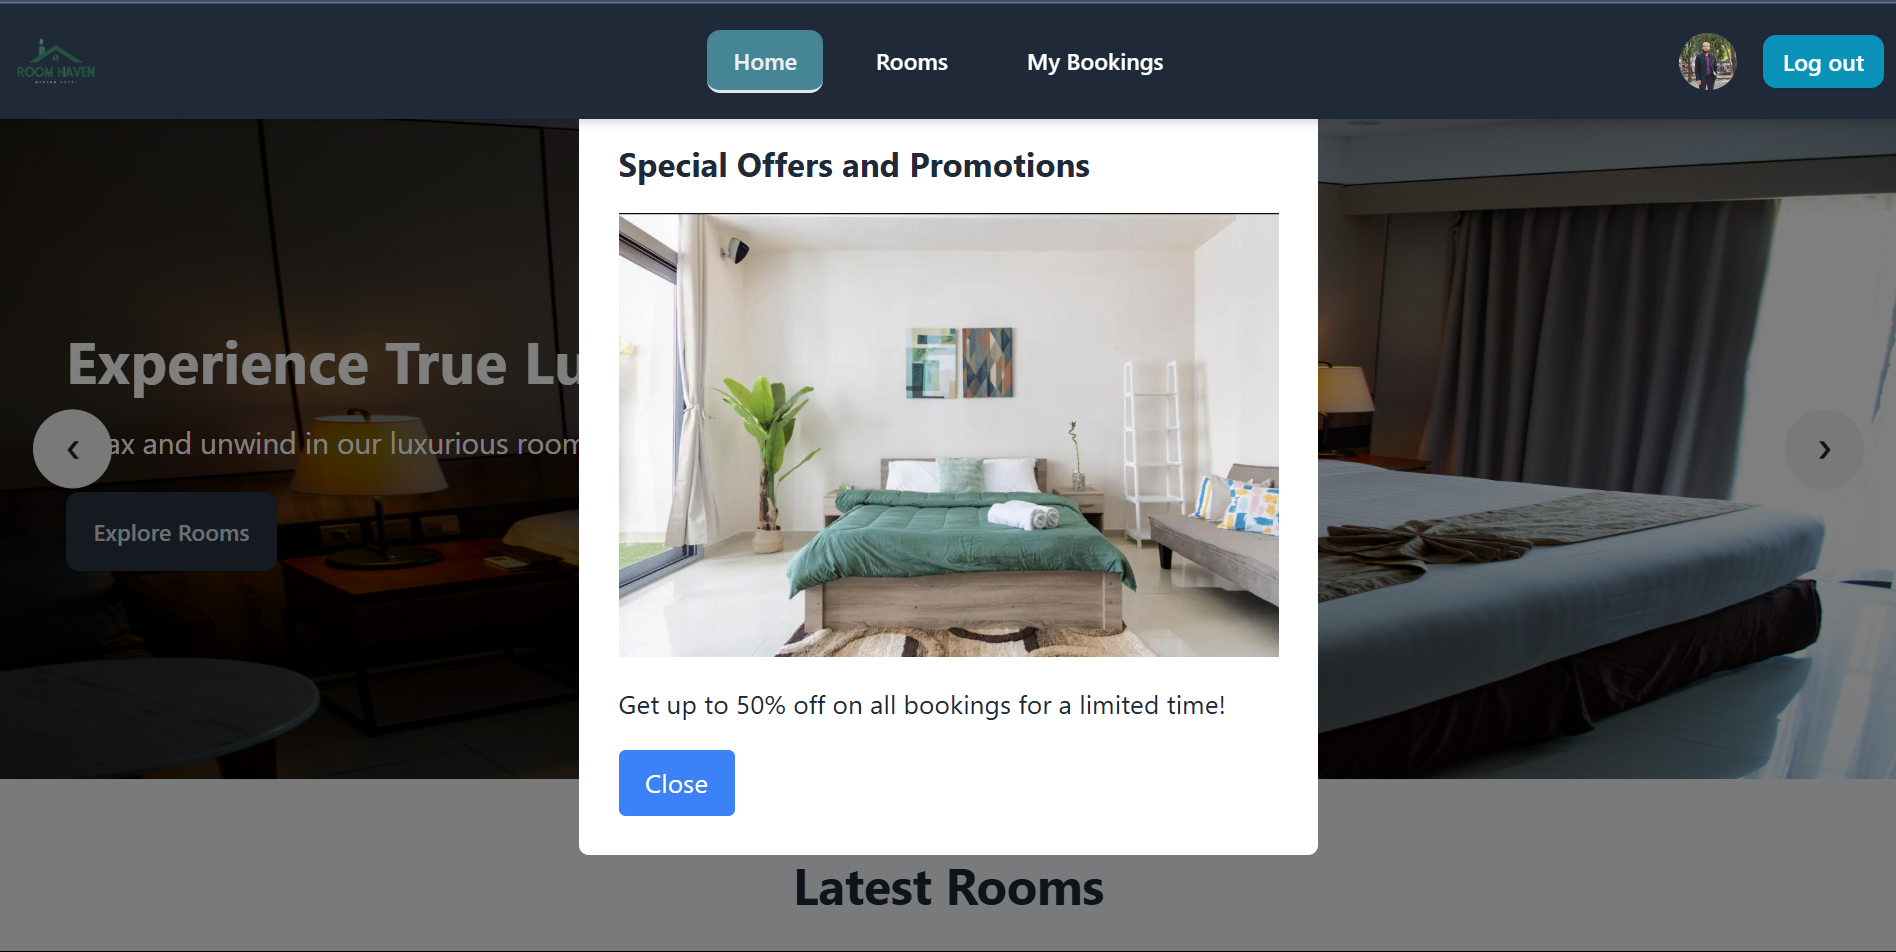 ROOM HAVEN
Home
Rooms
My Bookings
Log out
Special Offers and Promotions
Experience True Lu
ax and unwind in our luxurious room
Explore Rooms
Get up to 50% off on all bookings for a limited time!
Close
Latest Rooms